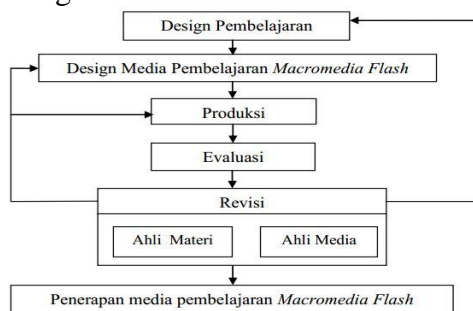 Design Pembelajaran
Design Media Pembelajaran Macromedia Flash
Produksi
Evaluasi
Revisi
Ahli Materi
Ahli Media
Penerapan media pembelajaran Macromedia Flash